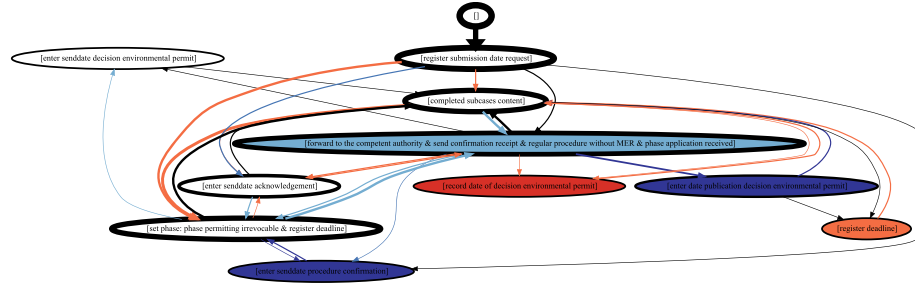 []
[enter senddate decision environmental permit]
[register submission date request]
[completed subcases content]
[forward to the competent authority & send confirmation receipt & regular procedure without MER & phase application received]
[enter senddate acknowledgement]
[record date of decision environmental permit]
[enter date publication decision environmental permit]
[set phase: phase permitting irrevocable & register deadline]
[register deadline]
[enter senddate procedure confirmation]